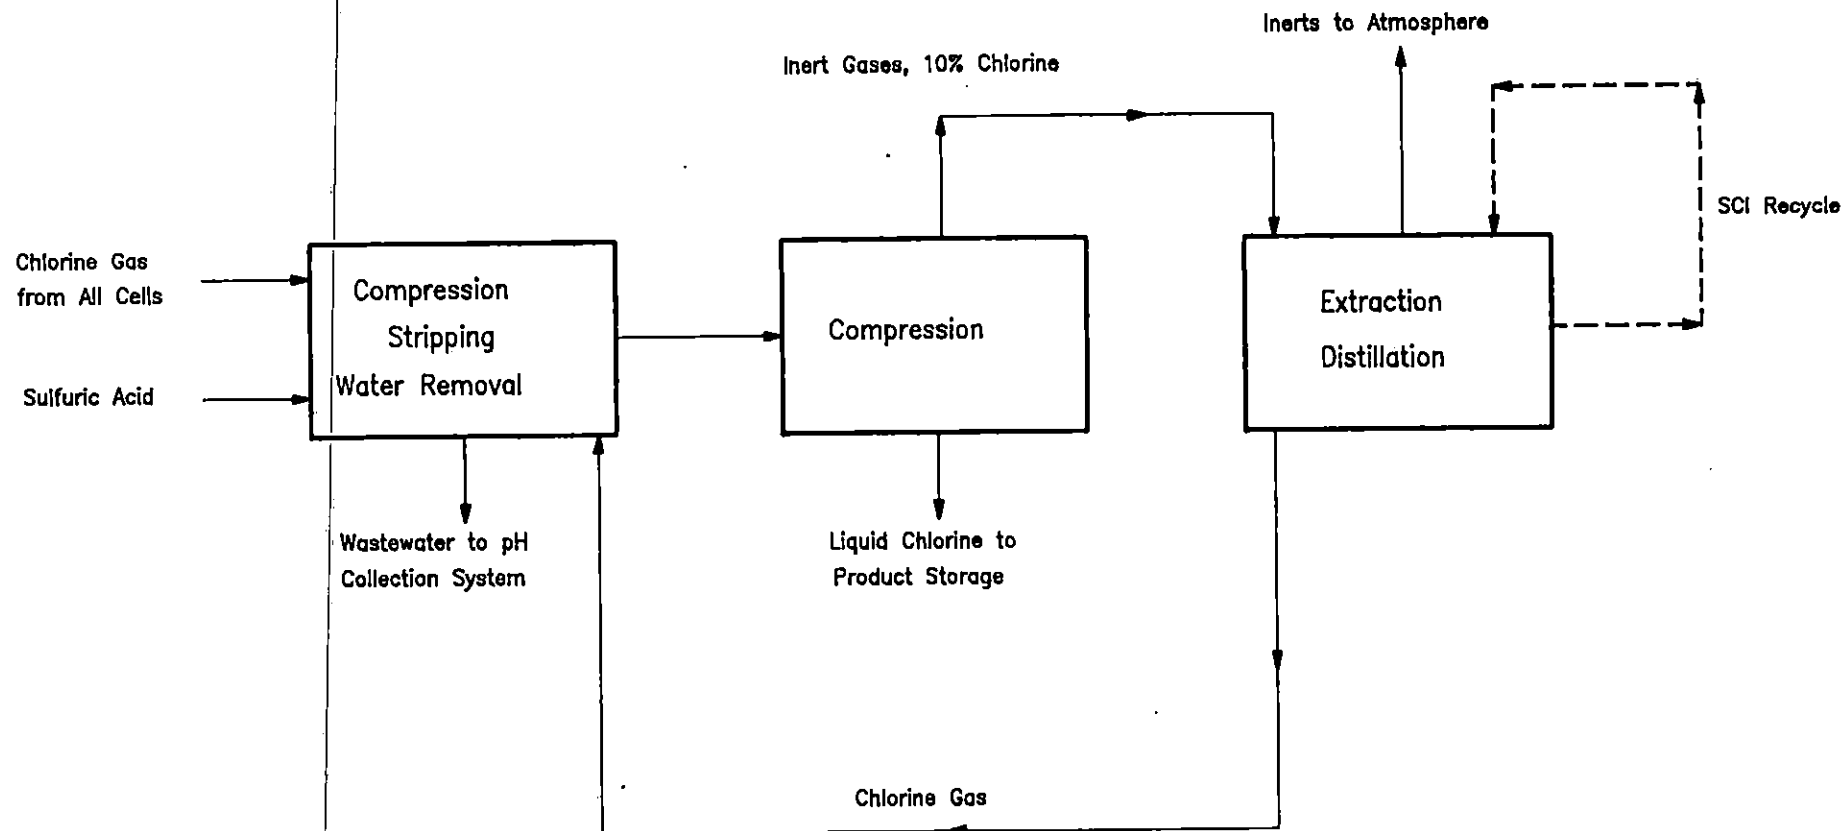 Inerts to Atmosphere
Inert Gases, 10% Chlorine
SCI Recycle
Chlorine Gas
from All Cells
Sulfuric Acid
Compression
Stripping
Water Removal
Compression
Extraction
Distillation
Wastewater to pH
Collection System
Liquid Chlorine to
Product Storage
Chlorine Gas